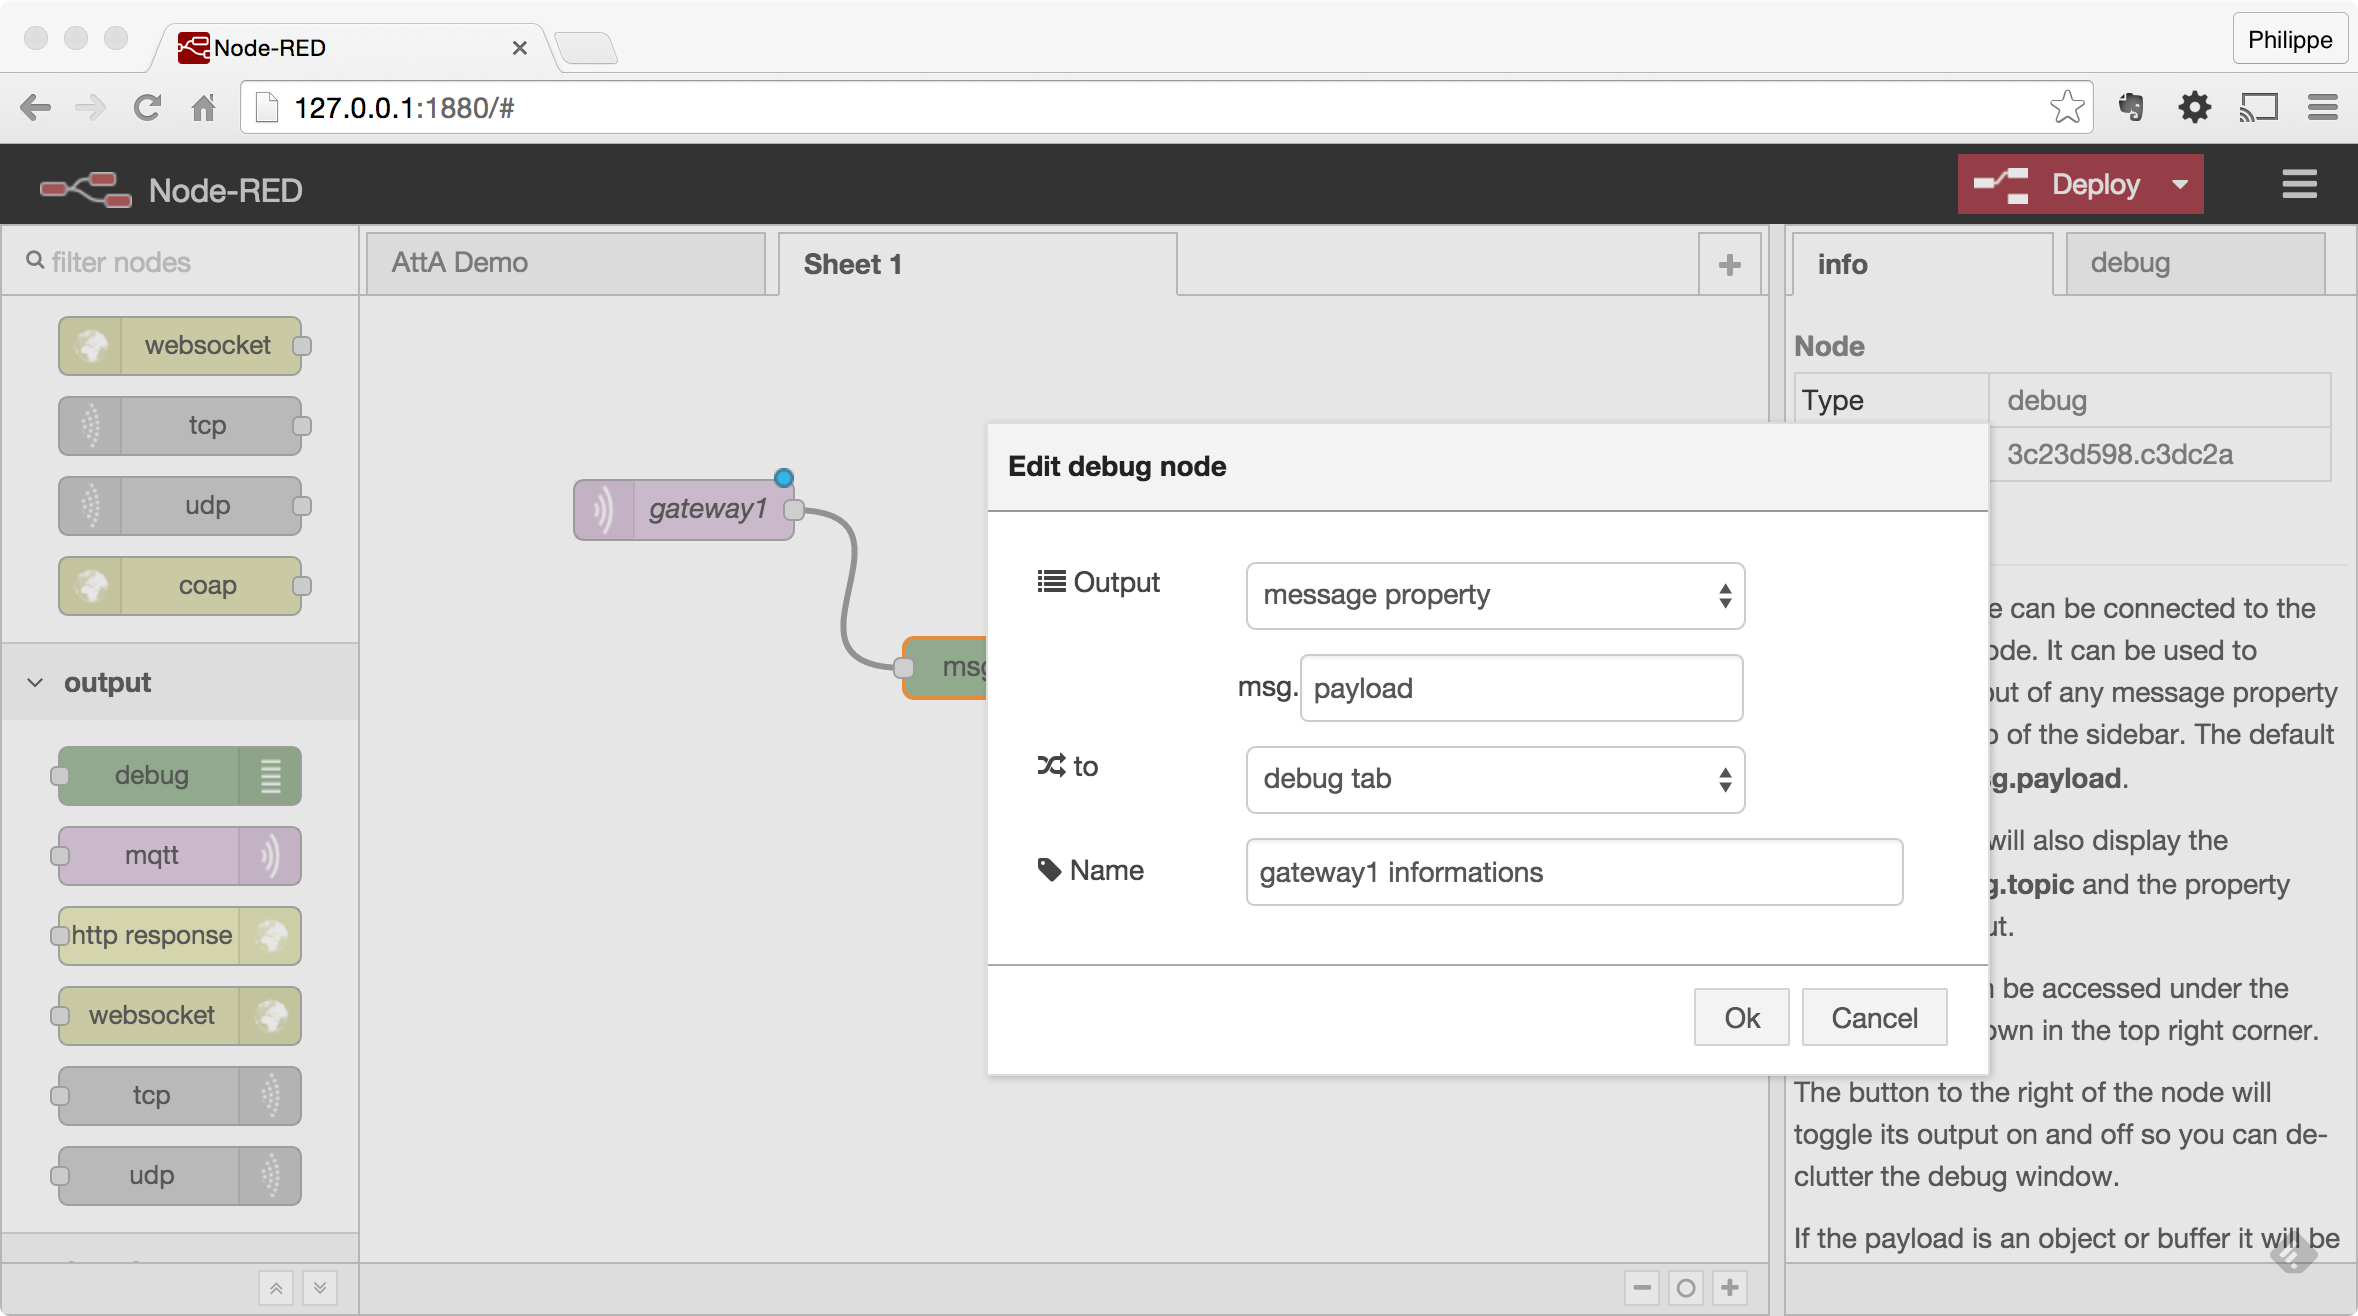 Node-RED
Philippe
127.0.0.1:1880/#
Node-RED
Deploy
filter nodes
AttA Demo
Sheet 1
info
debug
websocket
tcp
udp
coap
output
debug
mqtt
http response
websocket
tcp
udp
gateway1
msg
Edit debug node
Output
message property
msg.
payload
to
debug tab
Name
gateway1 informations
Ok
Cancel
Node
Type
debug
3c23d598.c3dc2a
can be connected to the
It can be used to
of any message property
of the sidebar. The default
g.payload.
will also display the
g.topic and the property
be accessed under the
in the top right corner.
The button to the right of the node will
toggle its output on and off so you can de-
clutter the debug window.
If the payload is an object or buffer it will be